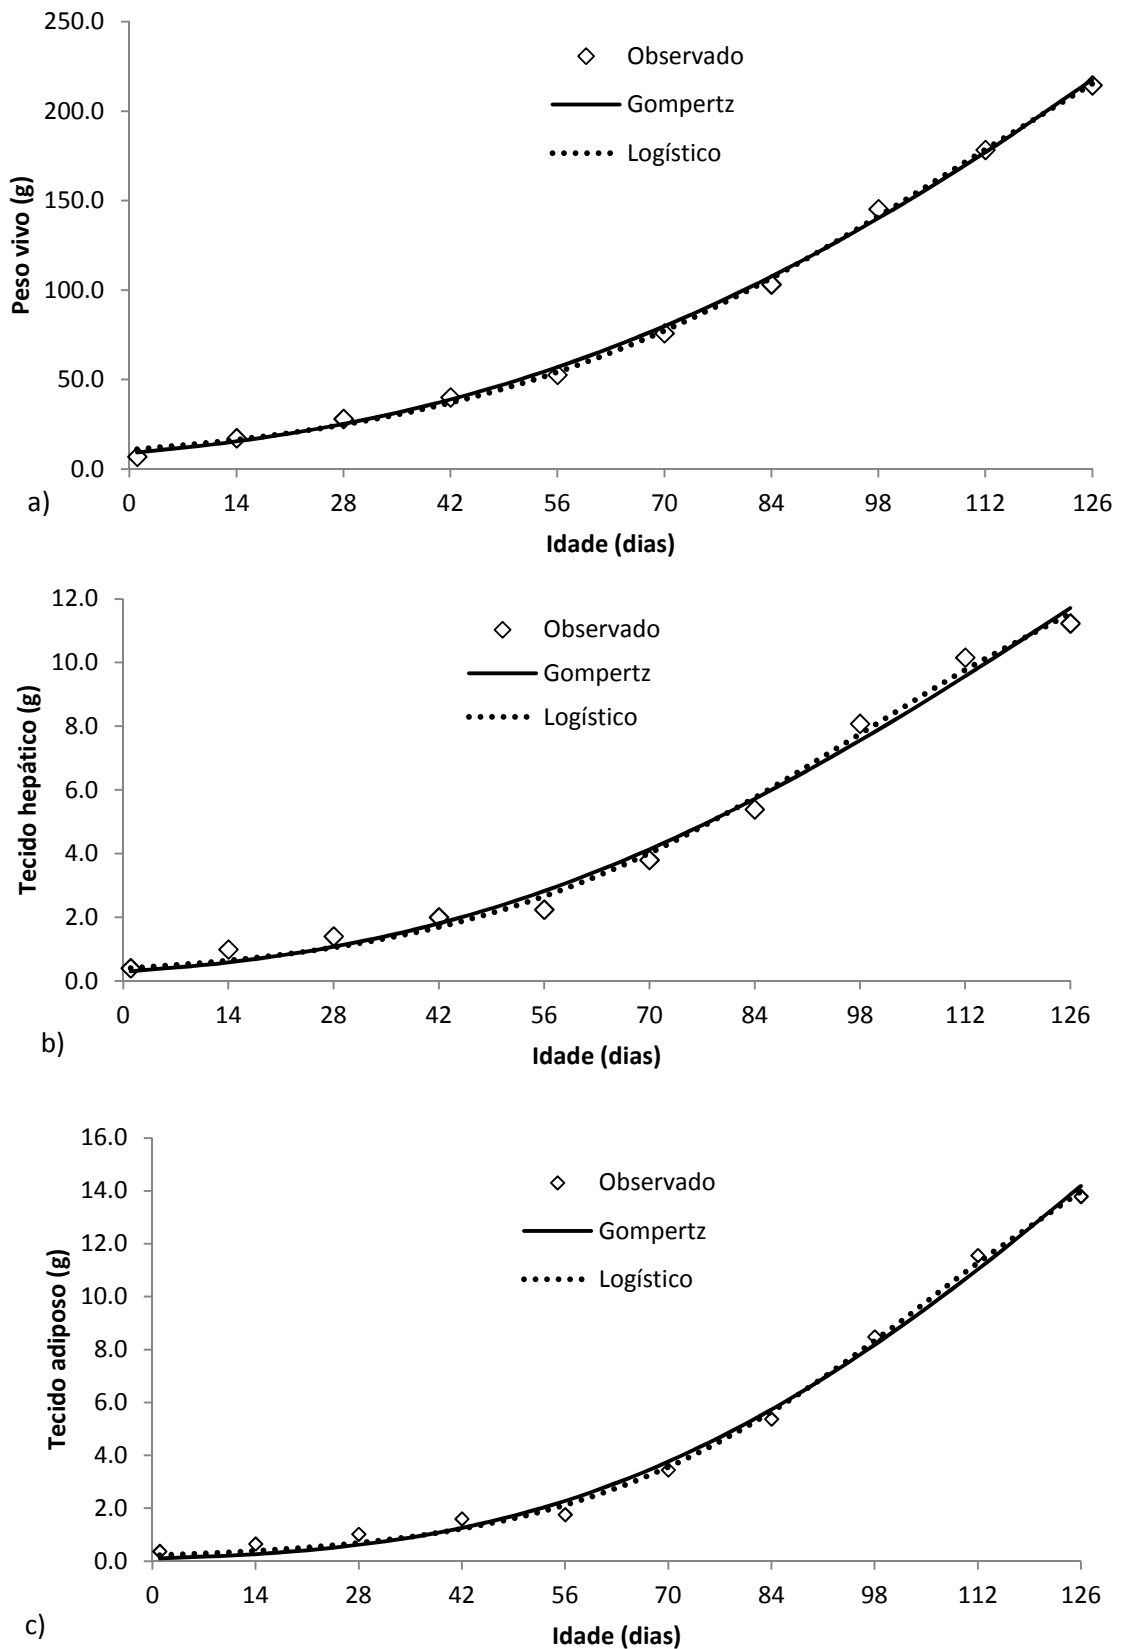 250.0
200.0
150.0
100.0
50.0
0.0
Peso vivo (g)
Observado
Gompertz
Logístico
0 14 28 42 56 70 84 98 112 126
a)
Idade (dias)
12.0
10.0
8.0
6.0
4.0
2.0
0.0
Tecido hepático (g)
Observado
Gompertz
Logístico
0 14 28 42 56 70 84 98 112 126
b)
Idade (dias)
16.0
14.0
12.0
10.0
8.0
6.0
4.0
2.0
0.0
Tecido adiposo (g)
Observado
Gompertz
Logístico
0 14 28 42 56 70 84 98 112 126
c)
Idade (dias)